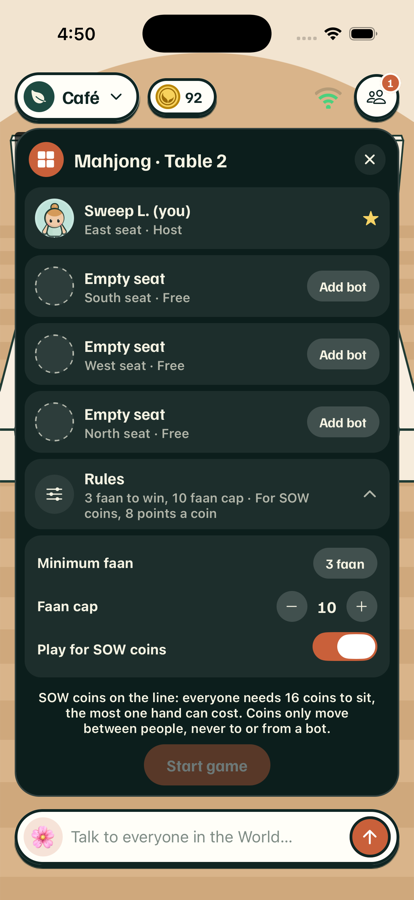 4:50
Café
92
1
Mahjong · Table 2
Sweep L. (you)
East seat · Host
Empty seat
South seat · Free
Add bot
Empty seat
West seat · Free
Add bot
Empty seat
North seat · Free
Add bot
Rules
3 faan to win, 10 faan cap · For SOW
coins, 8 points a coin
Minimum faan
3 faan
Faan cap
10
Play for SOW coins
SOW coins on the line: everyone needs 16 coins to sit,
the most one hand can cost. Coins only move
between people, never to or from a bot.
Start game
Talk to everyone in the World...